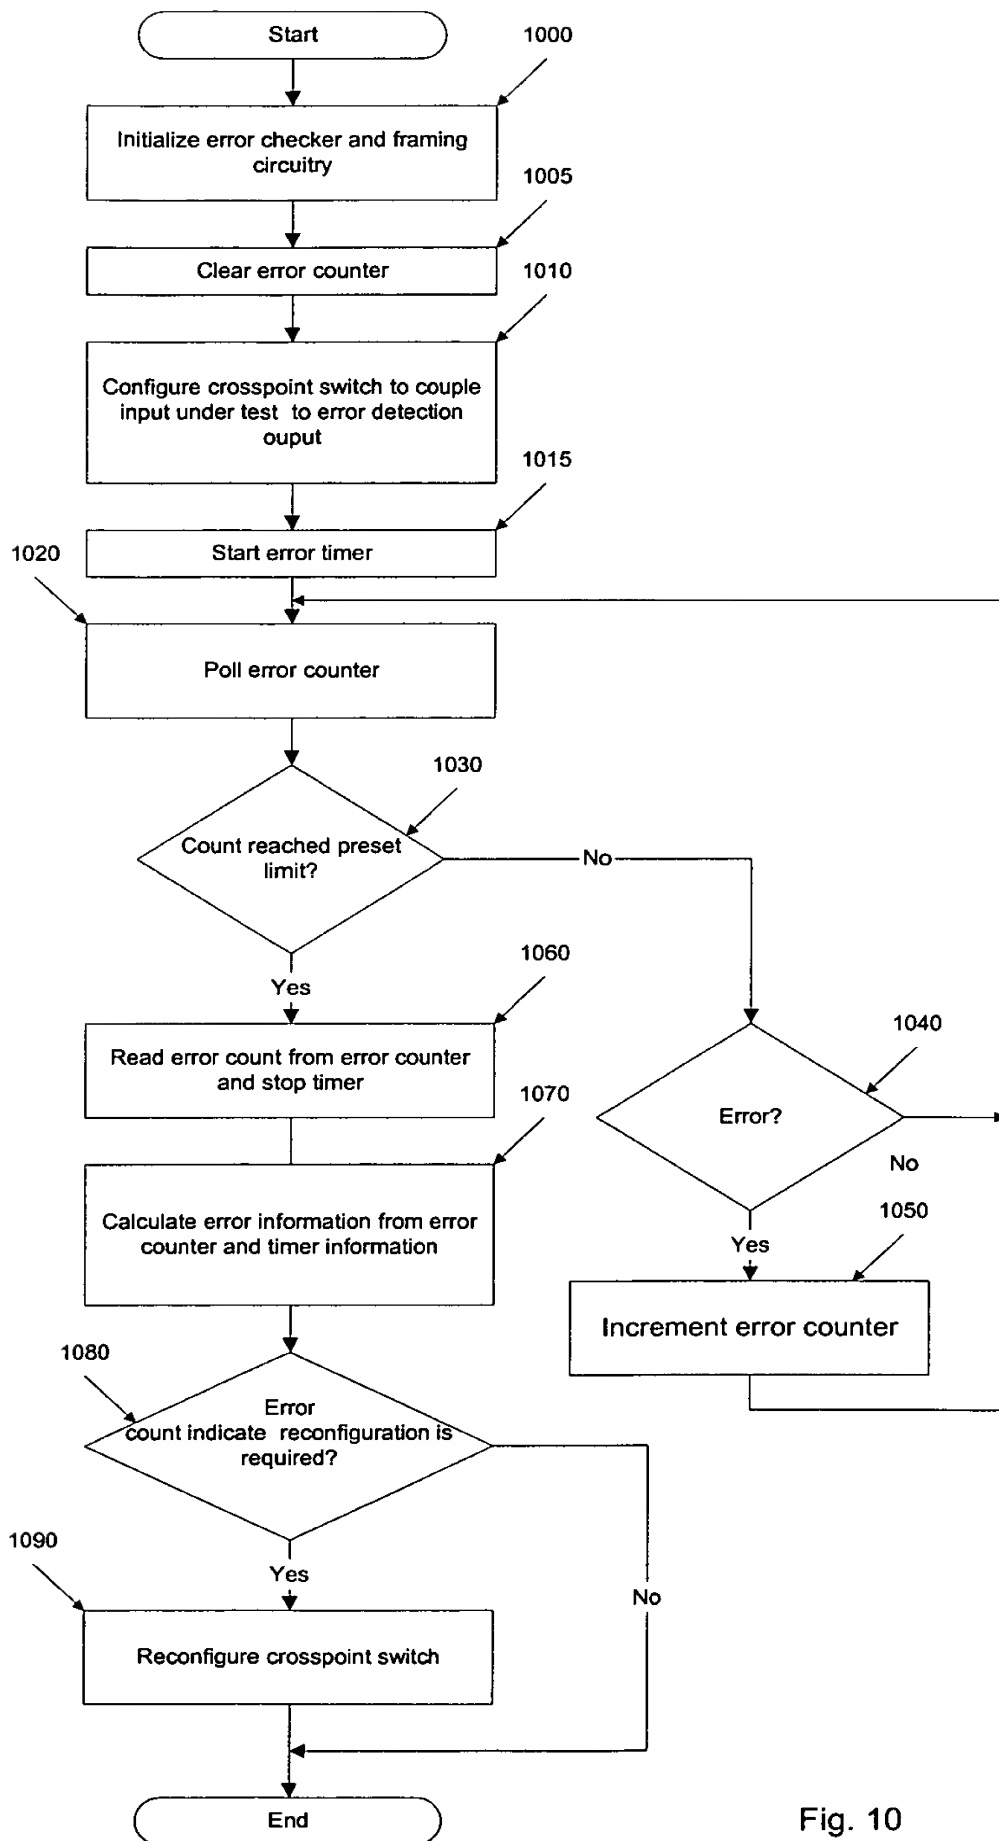 Start
1000
Initialize error checker and framing
circuitry
1005
Clear error counter
1010
Configure crosspoint switch to couple
input under test to error detection
ouput
1015
Start error timer
1020
Poll error counter
1030
Count reached preset
limit?
No
Yes
1060
Read error count from error counter
and stop timer
1040
Error?
No
1070
Calculate error information from error
counter and timer information
Yes
1050
Increment error counter
1080
Error
count indicate reconfiguration is
required?
Yes
No
1090
Reconfigure crosspoint switch
End
Fig. 10